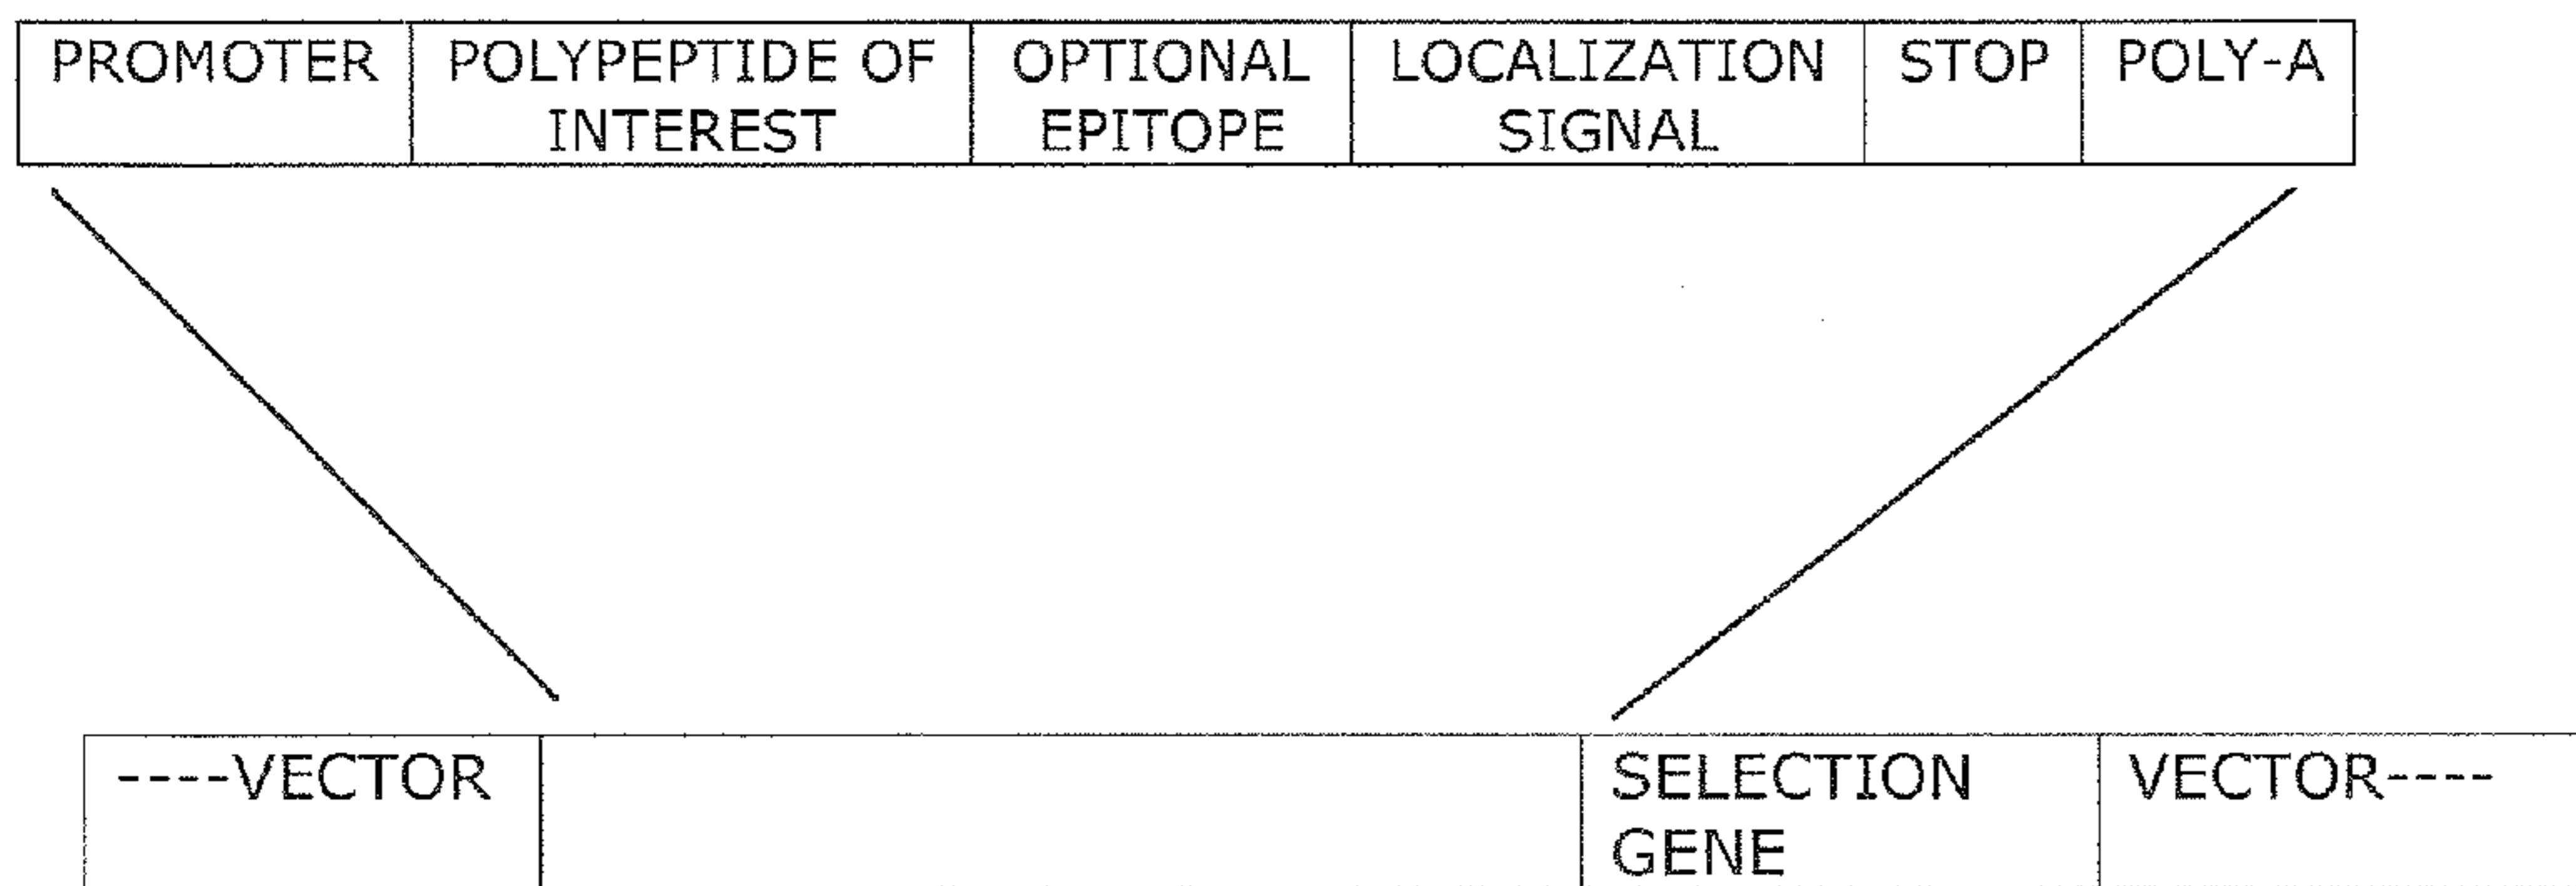 PROMOTER
POLYPEPTIDE OF
INTEREST
OPTIONAL
EPITOPE
LOCALIZATION
SIGNAL
STOP
POLY-A
----VECTOR
SELECTION
GENE
VECTOR----